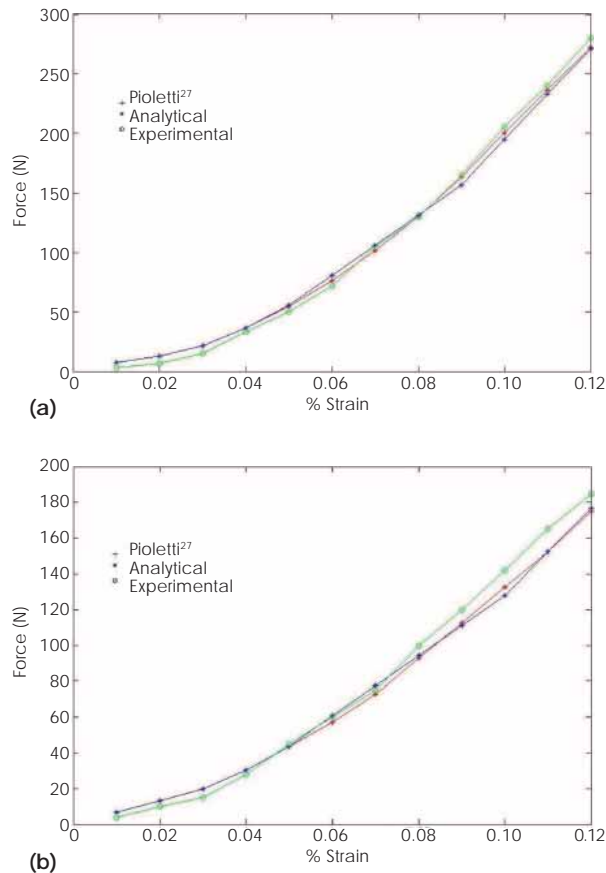 300
250
200
150
100
50
0
Force (N)
Pioletti27
Analytical
Experimental
0 0.02 0.04 0.06 0.08 0.10 0.12
% Strain
(a)
200
180
160
140
120
100
80
60
40
20
0
Force (N)
Pioletti27
Analytical
Experimental
0 0.02 0.04 0.06 0.08 0.10 0.12
% Strain
(b)